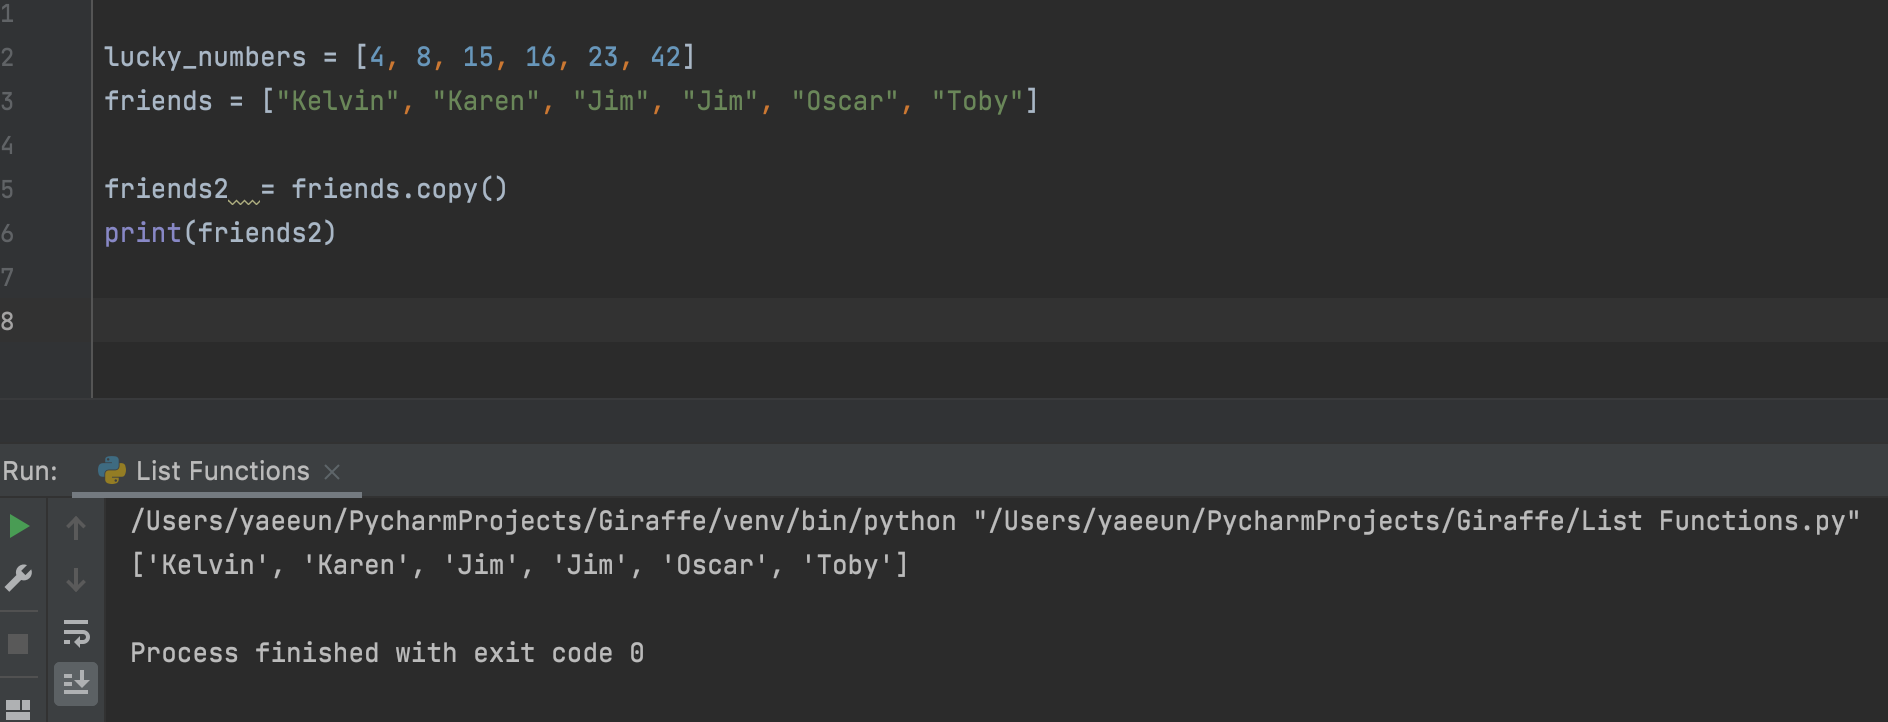 1
2 lucky_numbers = [4, 8, 15, 16, 23, 42]
3 friends = ["Kelvin", "Karen", "Jim", "Jim", "Oscar", "Toby"]
4
5 friends2  = friends.copy()
6 print(friends2)
7
8
Run: List Functions
/Users/yaeeun/PycharmProjects/Giraffe/venv/bin/python "/Users/yaeeun/PycharmProjects/Giraffe/List Functions.py"
['Kelvin', 'Karen', 'Jim', 'Jim', 'Oscar', 'Toby']
Process finished with exit code 0